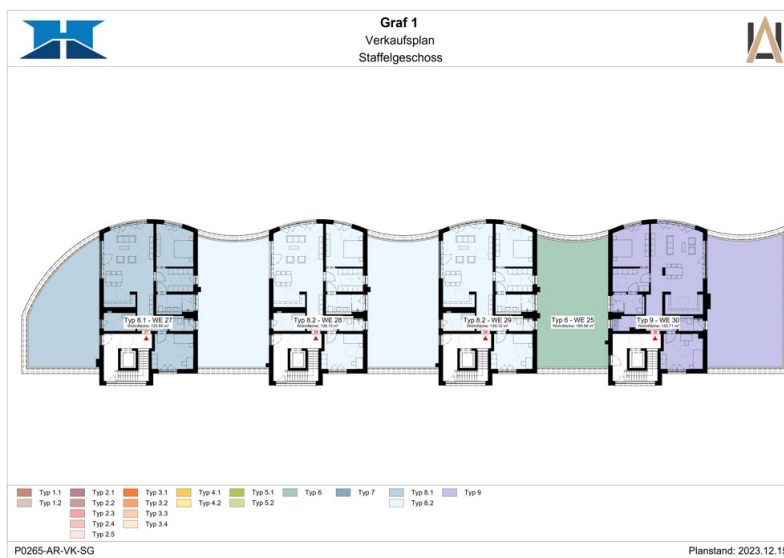 Graf 1
Verkaufsplan
Staffelgeschoss
Typ 8.1 - WE 27
Typ 8.2 - WE 28
Typ 8.2 - WE 29
Typ 6 - WE 25
Typ 9 - WE 30
Wohnfläche: 142.71 m²
Typ 1.1
Typ 2.1
Typ 3.1
Typ 4.1
Typ 5.1
Typ 6
Typ 7
Typ 8.1
Typ 9
Typ 1.2
Typ 2.2
Typ 3.2
Typ 4.2
Typ 5.2
Typ 8.2
Typ 2.3
Typ 3.3
Typ 2.4
Typ 3.4
Typ 2.5
P0265-AR-VK-SG